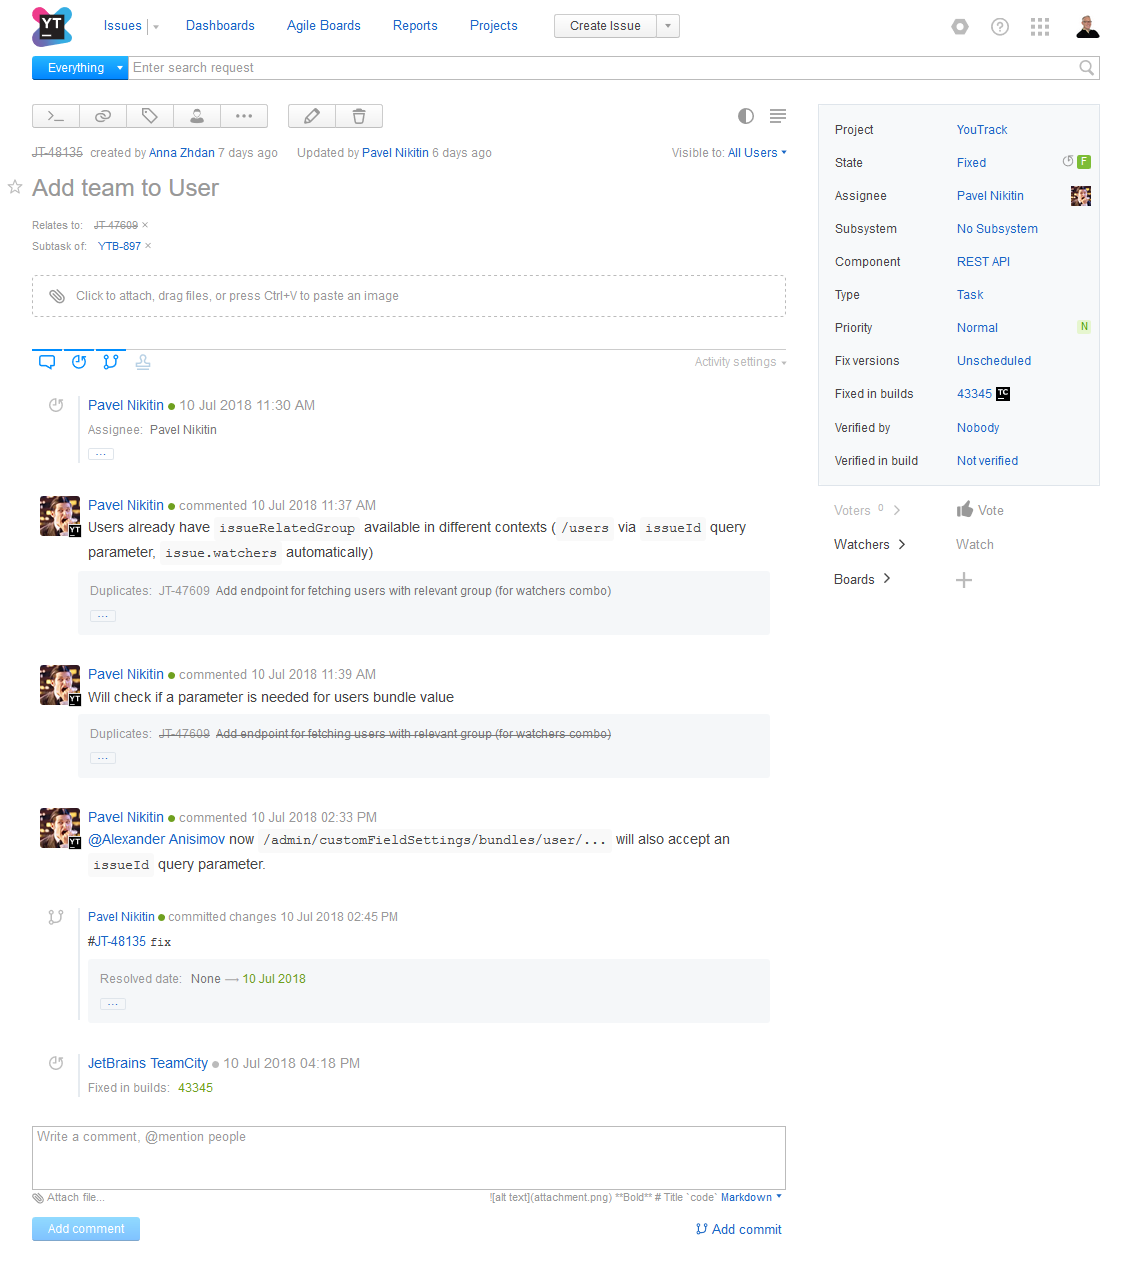 YT
Issues Dashboards Agile Boards Reports Projects Create Issue
Everything Enter search request
JT-48135 created by Anna Zhdan 7 days ago Updated by Pavel Nikitin 6 days ago Visible to: All Users
Add team to User
Relates to: JT-47609 ×
Subtask of: YTB-897 ×
Click to attach, drag files, or press Ctrl+V to paste an image
Activity settings
Pavel Nikitin 10 Jul 2018 11:30 AM
Assignee: Pavel Nikitin
...
Pavel Nikitin commented 10 Jul 2018 11:37 AM
YT
Users already have issueRelatedGroup available in different contexts ( /users via issueId query
parameter, issue.watchers automatically)
Duplicates: JT-47609 Add endpoint for fetching users with relevant group (for watchers combo)
...
Pavel Nikitin commented 10 Jul 2018 11:39 AM
YT
Will check if a parameter is needed for users bundle value
Duplicates: JT-47609 Add endpoint for fetching users with relevant group (for watchers combo)
...
Pavel Nikitin commented 10 Jul 2018 02:33 PM
YT
@Alexander Anisimov now /admin/customFieldSettings/bundles/user/... will also accept an
issueId query parameter.
Pavel Nikitin committed changes 10 Jul 2018 02:45 PM
#JT-48135 fix
Resolved date: None — 10 Jul 2018
...
JetBrains TeamCity 10 Jul 2018 04:18 PM
Fixed in builds: 43345
Write a comment, @mention people
Attach file... ![alt text](attachment.png) **Bold** # Title `code` Markdown
Add comment Add commit
Project YouTrack
State Fixed F
Assignee Pavel Nikitin
Subsystem No Subsystem
Component REST API
Type Task
Priority Normal N
Fix versions Unscheduled
Fixed in builds 43345 TC
Verified by Nobody
Verified in build Not verified
Voters 0 Vote
Watchers Watch
Boards